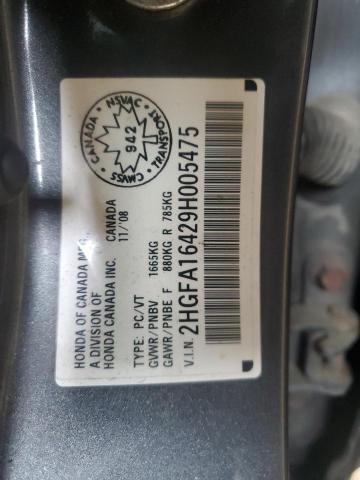 HONDA OF CANADA MFG.
A DIVISION OF
HONDA CANADA INC. CANADA
11/'08
TYPE: PC/VT
GVWR/PNBV 1665KG
GAWR/PNBE F 880KG R 785KG
V.I.N. 2HGFA16429H005475
CANADA • NSVAC • TRANSPORT • CMVSS
942